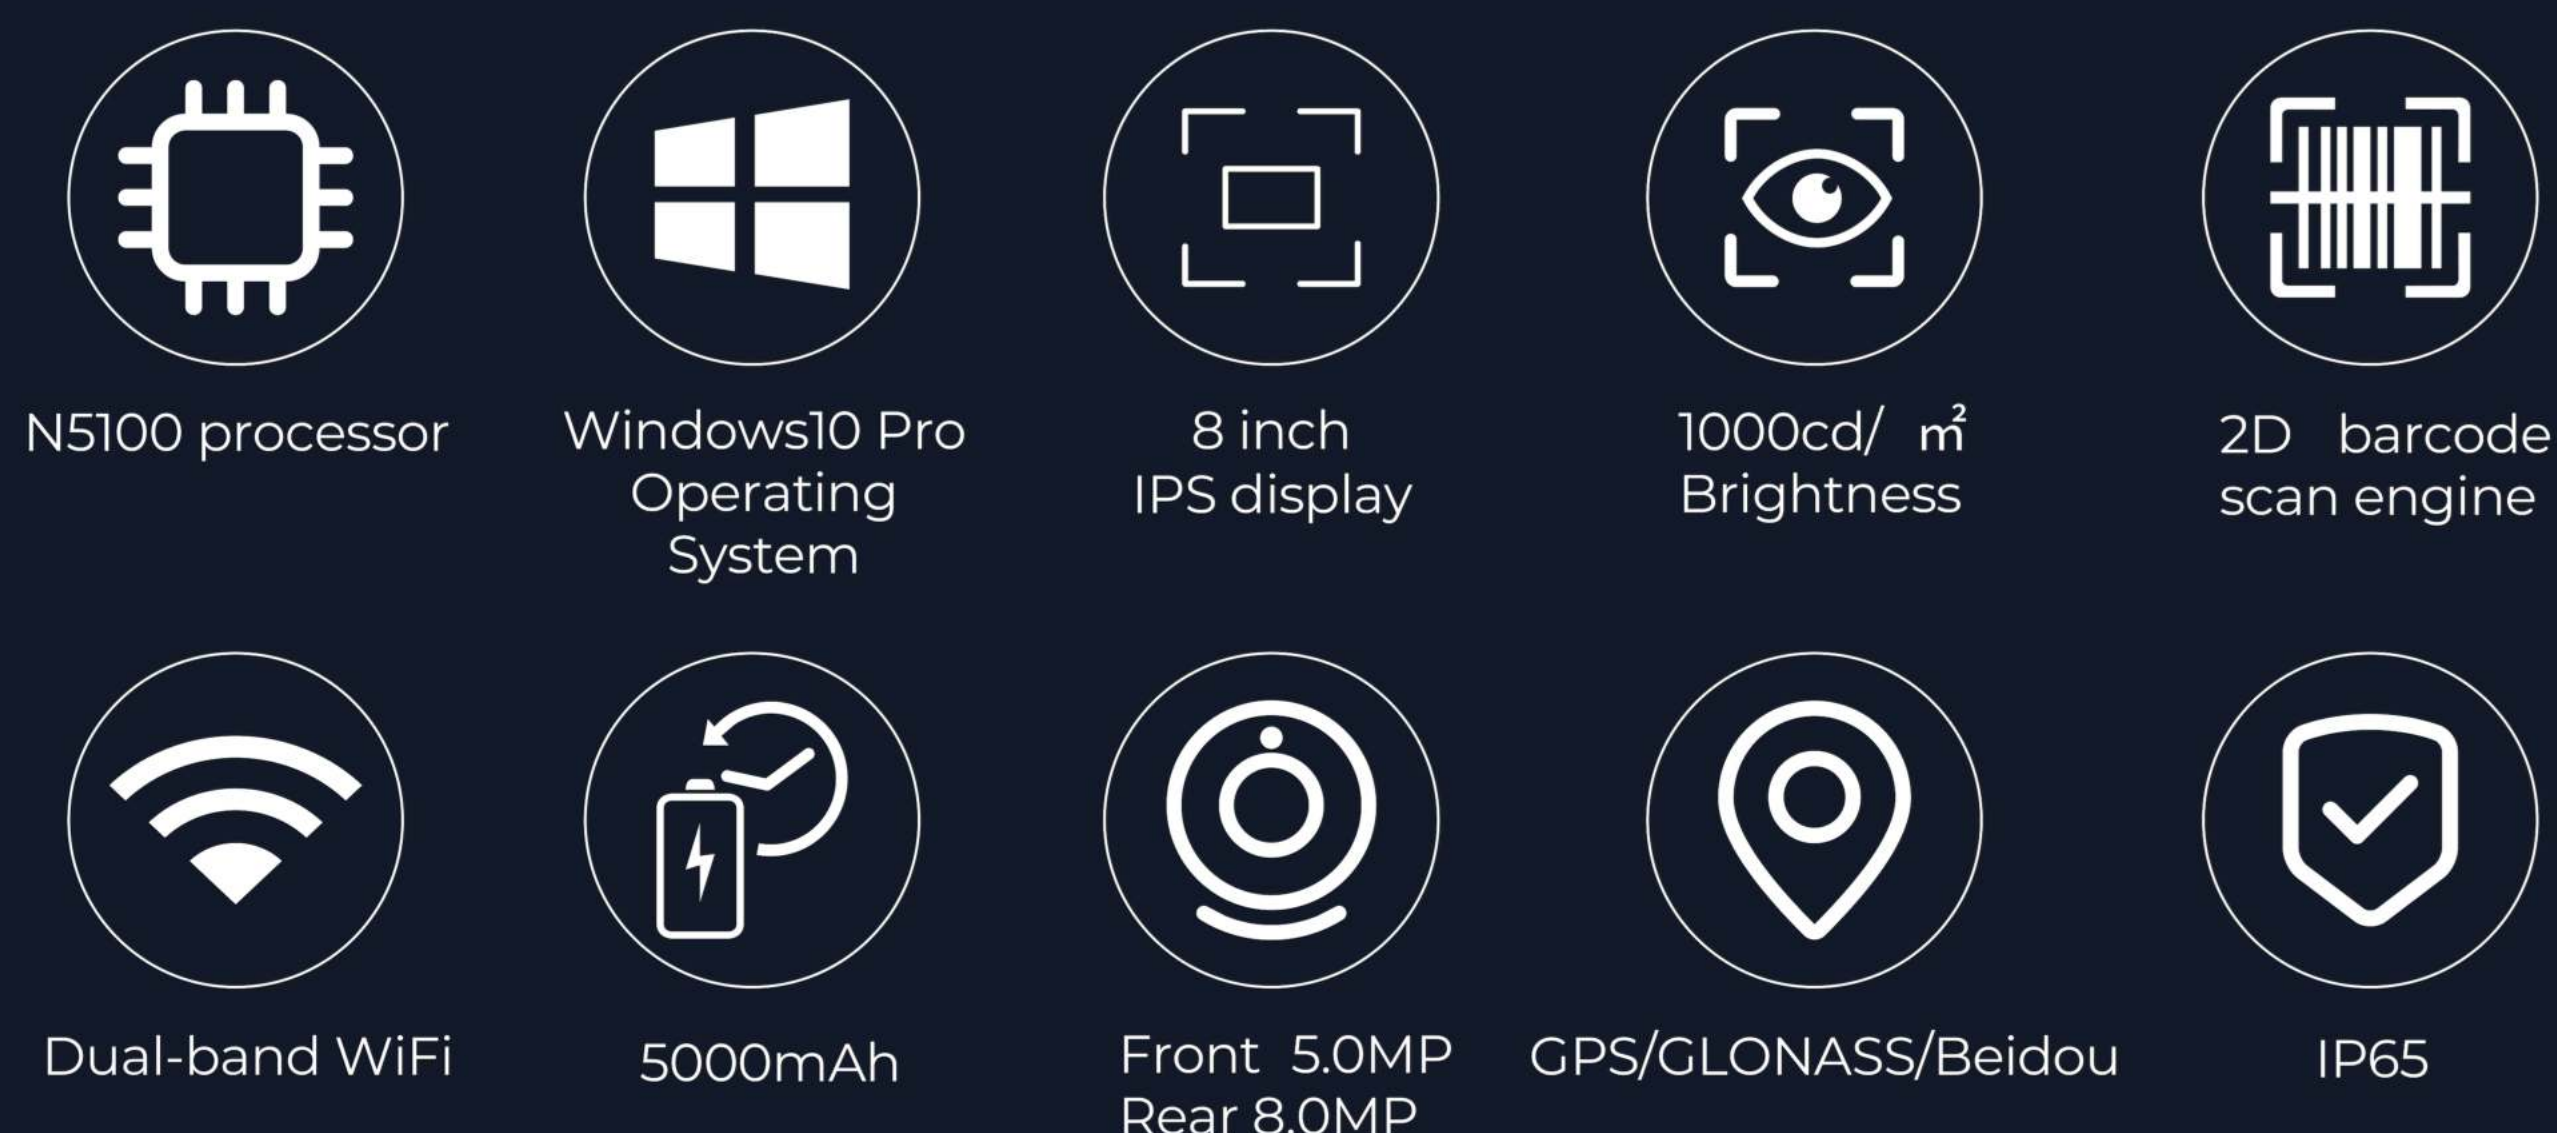 N5100 processor
Windows10 Pro
Operating
System
8 inch
IPS display
1000cd/ ㎡
Brightness
2D barcode
scan engine
Dual-band WiFi
5000mAh
Front 5.0MP
Rear 8.0MP
GPS/GLONASS/Beidou
IP65